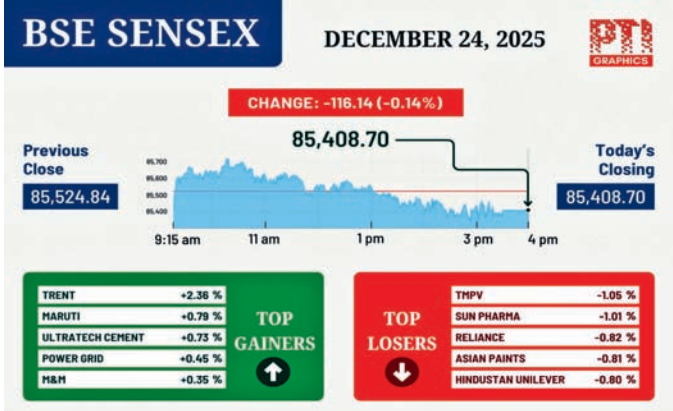 BSE SENSEX
DECEMBER 24, 2025
PTI
GRAPHICS
CHANGE: -116.14 (-0.14%)
85,408.70
Previous
Close
85,524.84
Today's
Closing
85,408.70
85,700
85,600
85,500
85,400
9:15 am 11 am 1 pm 3 pm 4 pm
TRENT +2.36 %
MARUTI +0.79 %
ULTRATECH CEMENT +0.73 %
POWER GRID +0.45 %
M&M +0.35 %
TOP
GAINERS
TOP
LOSERS
TMPV -1.05 %
SUN PHARMA -1.01 %
RELIANCE -0.82 %
ASIAN PAINTS -0.81 %
HINDUSTAN UNILEVER -0.80 %